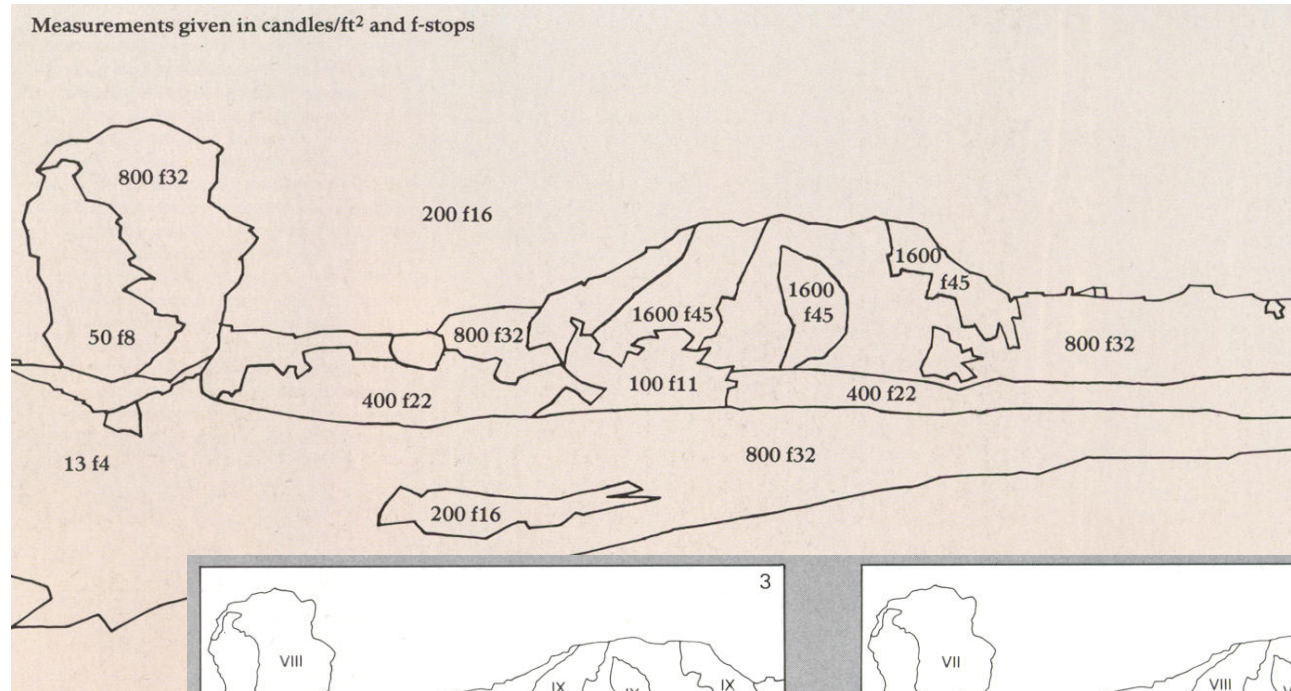 Measurements given in candles/ft² and f-stops
800 f32
200 f16
1600
f45
1600
f45
1600 f45
800 f32
50 f8
800 f32
100 f11
400 f22
400 f22
800 f32
13 f4
200 f16
3
VIII
VII
IX
IX
VIII